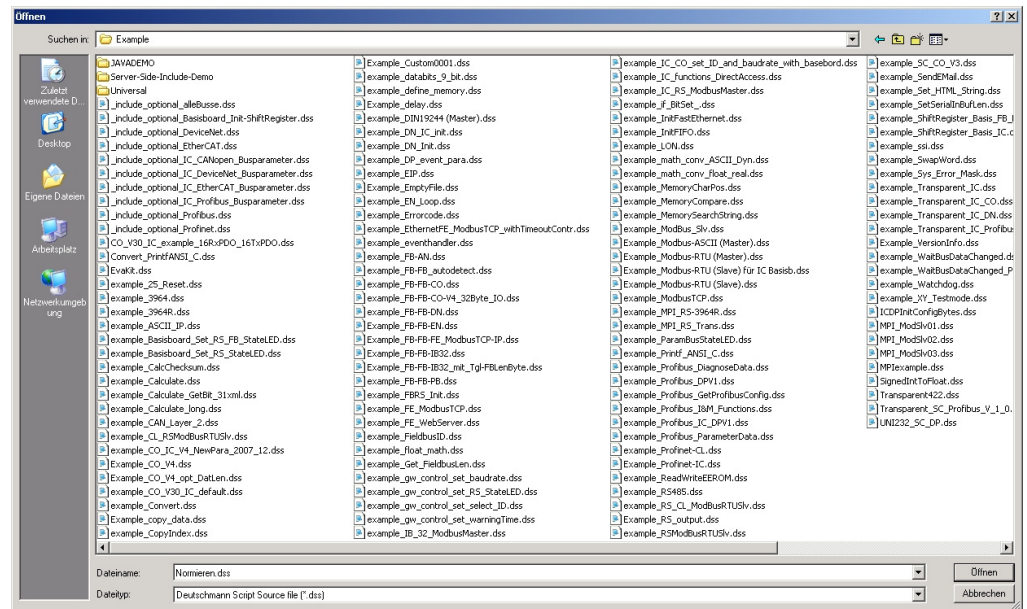 Öffnen
Suchen in: Example
Zuletzt verwendete D...
Desktop
Eigene Dateien
Arbeitsplatz
Netzwerkumgeb
ung
JAVADEMO
Server-Side-Include-Demo
Universal
_include_optional_alleBusse.dss
_include_optional_Basisboard_Init-ShiftRegister.dss
_include_optional_DeviceNet.dss
_include_optional_EtherCAT.dss
_include_optional_IC_CANopen_Busparameter.dss
_include_optional_IC_DeviceNet_Busparameter.dss
_include_optional_IC_EtherCAT_Busparameter.dss
_include_optional_IC_Profibus_Busparameter.dss
_include_optional_Profibus.dss
_include_optional_Profinet.dss
CO_V30_IC_example_16RxPDO_16TxPDO.dss
Convert_PrintfANSI_C.dss
EvaKit.dss
example_25_Reset.dss
example_3964.dss
example_3964R.dss
example_ASCII_IP.dss
example_Basisboard_Set_RS_FB_StateLED.dss
example_Basisboard_Set_RS_StateLED.dss
example_CalcChecksum.dss
example_Calculate.dss
example_Calculate_GetBit_31xml.dss
example_Calculate_long.dss
example_CAN_Layer_2.dss
example_CL_RSModBusRTUSlv.dss
example_CO_IC_V4_NewPara_2007_12.dss
Example_CO_V4.dss
Example_CO_V4_opt_DatLen.dss
example_CO_V30_IC_default.dss
example_Convert.dss
Example_copy_data.dss
example_CopyIndex.dss
Example_Custom0001.dss
example_databits_9_bit.dss
example_define_memory.dss
Example_delay.dss
example_DIN19244 (Master).dss
example_DN_IC_init.dss
example_DN_Init.dss
example_DP_event_para.dss
example_EIP.dss
Example_EmptyFile.dss
example_EN_Loop.dss
example_Errorcode.dss
example_EthernetFE_ModbusTCP_withTimeoutContr.dss
example_eventhandler.dss
example_FB-AN.dss
example_FB-FB_autodetect.dss
example_FB-FB-CO.dss
example_FB-FB-CO-V4_32Byte_IO.dss
example_FB-FB-DN.dss
Example_FB-FB-EN.dss
Example_FB-FB-FE_ModbusTCP-IP.dss
Example_FB-FB-IB32.dss
Example_FB-FB-IB32_mit_Tgl-FBLenByte.dss
example_FB-FB-PB.dss
example_FBRS_Init.dss
example_FE_ModbusTCP.dss
example_FE_WebServer.dss
example_FieldbusID.dss
example_float_math.dss
example_Get_FieldbusLen.dss
example_gw_control_set_baudrate.dss
example_gw_control_set_RS_StateLED.dss
example_gw_control_set_select_ID.dss
example_gw_control_set_warningTime.dss
example_IB_32_ModbusMaster.dss
example_IC_CO_set_ID_and_baudrate_with_basebord.dss
example_IC_functions_DirectAccess.dss
example_IC_RS_ModbusMaster.dss
example_if_BitSet_.dss
example_InitFastEthernet.dss
example_InitFIFO.dss
example_LON.dss
example_math_conv_ASCII_Dyn.dss
example_math_conv_float_real.dss
example_MemoryCharPos.dss
example_MemoryCompare.dss
example_MemorySearchString.dss
example_ModBus_Slv.dss
Example_Modbus-ASCII (Master).dss
Example_Modbus-RTU (Master).dss
Example_Modbus-RTU (Slave) für IC Basisb.dss
Example_Modbus-RTU (Slave).dss
example_ModbusTCP.dss
example_MPI_RS-3964R.dss
example_MPI_RS_Trans.dss
example_ParamBusStateLED.dss
example_Printf_ANSI_C.dss
example_Profibus_DiagnoseData.dss
example_Profibus_DPV1.dss
example_Profibus_GetProfibusConfig.dss
example_Profibus_I&M_Functions.dss
example_Profibus_IC_DPV1.dss
example_Profibus_ParameterData.dss
example_Profinet-CL.dss
Example_Profinet-IC.dss
example_ReadWriteEEROM.dss
example_RS485.dss
example_RS_CL_ModBusRTUSlv.dss
Example_RS_output.dss
example_RSModBusRTUSlv.dss
example_SC_CO_V3.dss
example_SendEMail.dss
example_Set_HTML_String.dss
example_SetSerialInBufLen.dss
example_ShiftRegister_Basis_FB_
example_ShiftRegister_Basis_IC.c
example_ssi.dss
example_SwapWord.dss
example_Sys_Error_Mask.dss
example_Transparent_IC.dss
example_Transparent_IC_CO.dss
example_Transparent_IC_DN.dss
example_Transparent_IC_Profibu
Example_VersionInfo.dss
example_WaitBusDataChanged.ds
example_WaitBusDataChanged_P
example_Watchdog.dss
example_XY_Testmode.dss
ICDPInitConfigBytes.dss
MPI_ModSlv01.dss
MPI_ModSlv02.dss
MPI_ModSlv03.dss
MPIexample.dss
SignedIntToFloat.dss
Transparent422.dss
Transparent_SC_Profibus_V_1_0.
UNI232_SC_DP.dss
Dateiname: Normieren.dss Öffnen
Dateityp: Deutschmann Script Source file (*.dss) Abbrechen